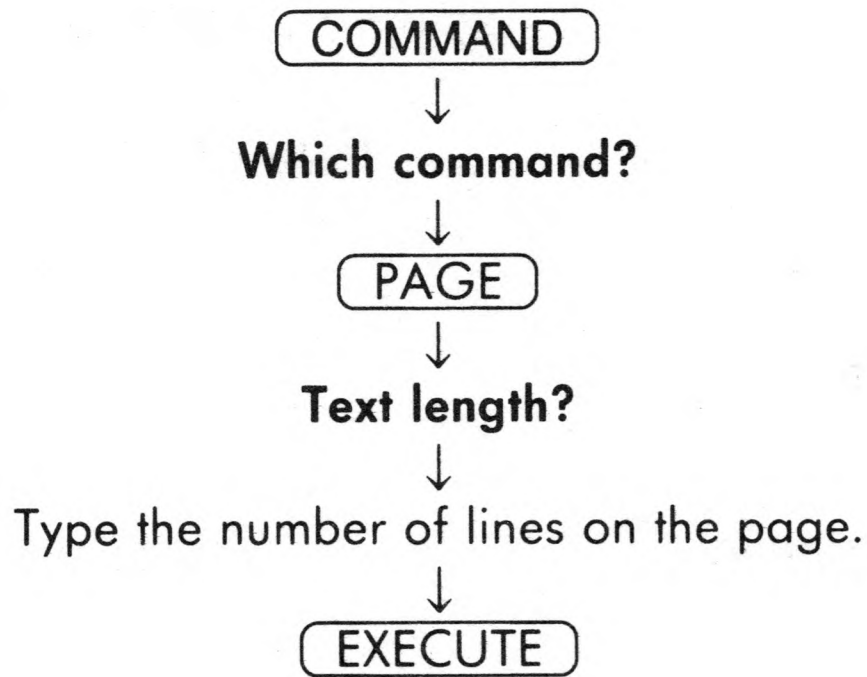 COMMAND
Which command?
PAGE
Text length?
Type the number of lines on the page.
EXECUTE